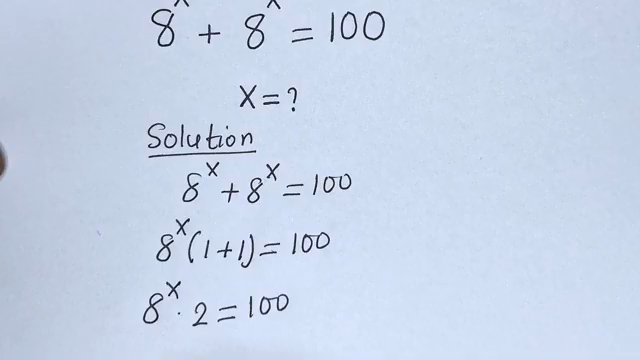 8^x + 8^x = 100
x = ?
Solution
8^x + 8^x = 100
8^x (1+1) = 100
8^x · 2 = 100